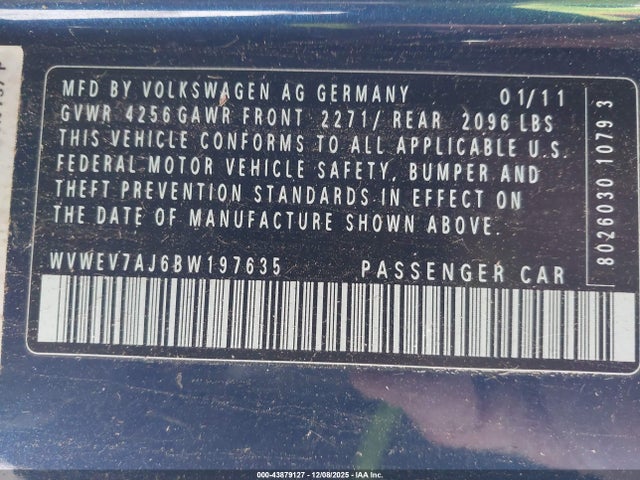 MFD BY VOLKSWAGEN AG GERMANY 01/11
GVWR 4256 GAWR FRONT 2271/ REAR 2096 LBS
THIS VEHICLE CONFORMS TO ALL APPLICABLE U.S.
FEDERAL MOTOR VEHICLE SAFETY, BUMPER AND
THEFT PREVENTION STANDARDS IN EFFECT ON
THE DATE OF MANUFACTURE SHOWN ABOVE.
WVWEV7AJ6BW197635 PASSENGER CAR
8026030 10793
000-43879127 - 12/08/2025 - IAA Inc.